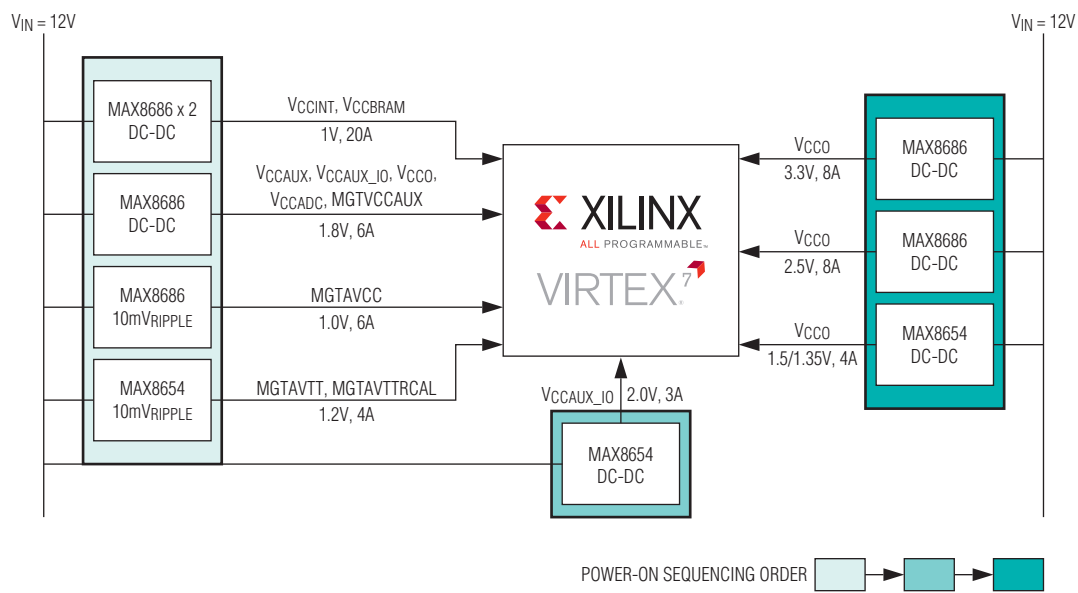 VIN = 12V
VIN = 12V
MAX8686 x 2
DC-DC
VCCINT, VCCBRAM
1V, 20A
MAX8686
DC-DC
VCCAUX, VCCAUX_IO, VCCO,
VCCADC, MGTVCCAUX
1.8V, 6A
MAX8686
10mVRIPPLE
MGTAVCC
1.0V, 6A
MAX8654
10mVRIPPLE
MGTAVTT, MGTAVTTRCAL
1.2V, 4A
XILINX
ALL PROGRAMMABLE™
VIRTEX7®
VCCO
3.3V, 8A
MAX8686
DC-DC
VCCO
2.5V, 8A
MAX8686
DC-DC
VCCO
1.5/1.35V, 4A
MAX8654
DC-DC
VCCAUX_IO 2.0V, 3A
MAX8654
DC-DC
POWER-ON SEQUENCING ORDER